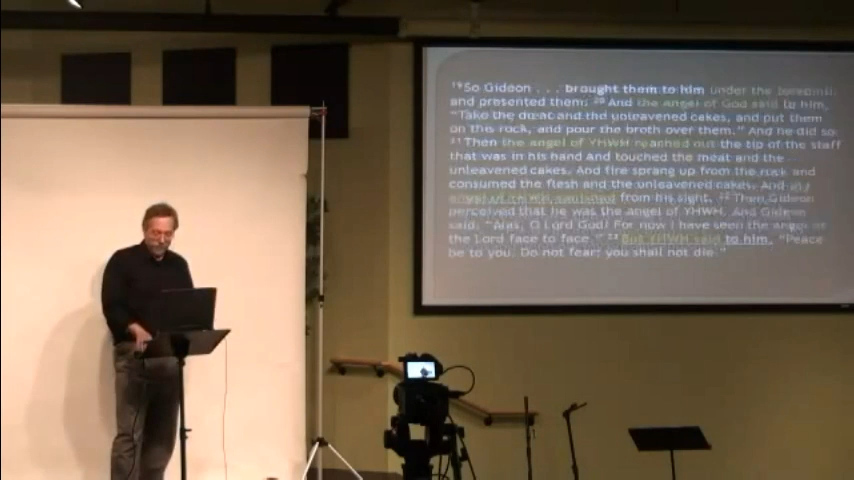 ¹⁹So Gideon . . . brought them to him under the
and presented them. ²⁰ And the angel of God said to him,
"Take the meat and the unleavened cakes, and put them
on this rock, and pour the broth over them." And he did so.
²¹ Then the angel of YHWH reached out the tip of the staff
that was in his hand and touched the meat and the
unleavened cakes. And fire sprang up from the rock and
consumed the flesh and the unleavened cakes. And
from his sight. ²² Then Gideon
perceived that he was the angel of YHWH. And Gideon
said, "Alas, O Lord God! For now I have seen the angel of
the Lord face to face." ²³ But YHWH said to him, "Peace
be to you. Do not fear; you shall not die."